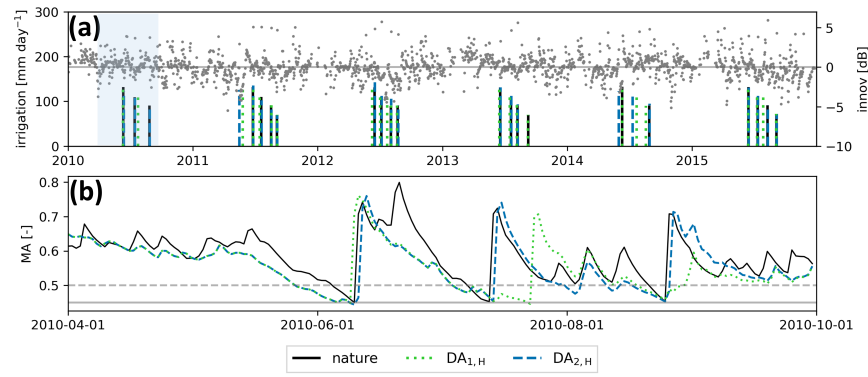 (a)
300
200
100
0
irrigation [mm day⁻¹]
5
0
−5
−10
innov [dB]
2010 2011 2012 2013 2014 2015
(b)
0.8
0.7
0.6
0.5
MA [-]
2010-04-01 2010-06-01 2010-08-01 2010-10-01
nature DA₁,H DA₂,H